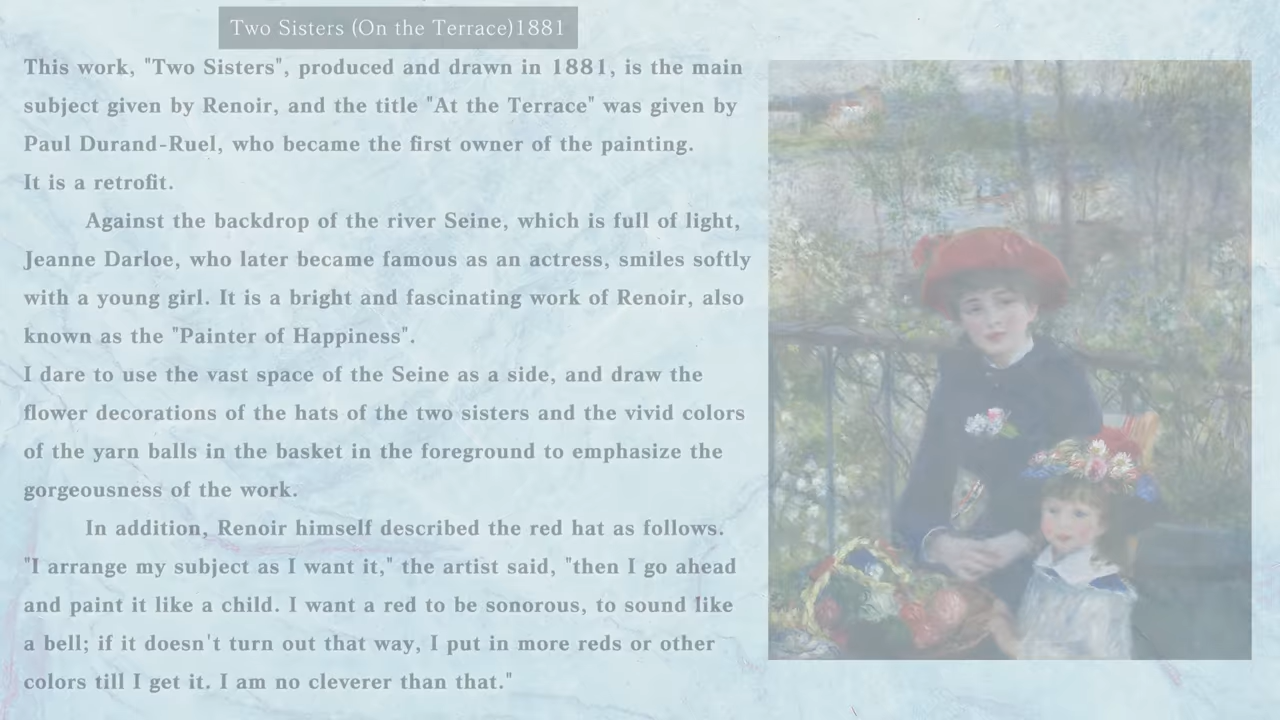 Two Sisters (On the Terrace)1881
This work, "Two Sisters", produced and drawn in 1881, is the main
subject given by Renoir, and the title "At the Terrace" was given by
Paul Durand-Ruel, who became the first owner of the painting.
It is a retrofit.
Against the backdrop of the river Seine, which is full of light,
Jeanne Darloe, who later became famous as an actress, smiles softly
with a young girl. It is a bright and fascinating work of Renoir, also
known as the "Painter of Happiness".
I dare to use the vast space of the Seine as a side, and draw the
flower decorations of the hats of the two sisters and the vivid colors
of the yarn balls in the basket in the foreground to emphasize the
gorgeousness of the work.
In addition, Renoir himself described the red hat as follows.
"I arrange my subject as I want it," the artist said, "then I go ahead
and paint it like a child. I want a red to be sonorous, to sound like
a bell; if it doesn't turn out that way, I put in more reds or other
colors till I get it. I am no cleverer than that."